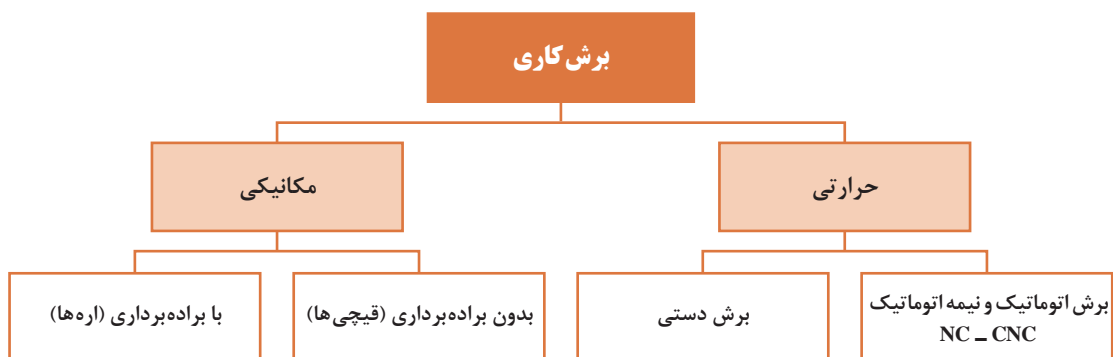 برش‌کاری
حرارتی
مکانیکی
برش اتوماتیک و نیمه اتوماتیک
NC – CNC
برش دستی
بدون براده‌برداری (قیچی‌ها)
با براده‌برداری (اره‌ها)